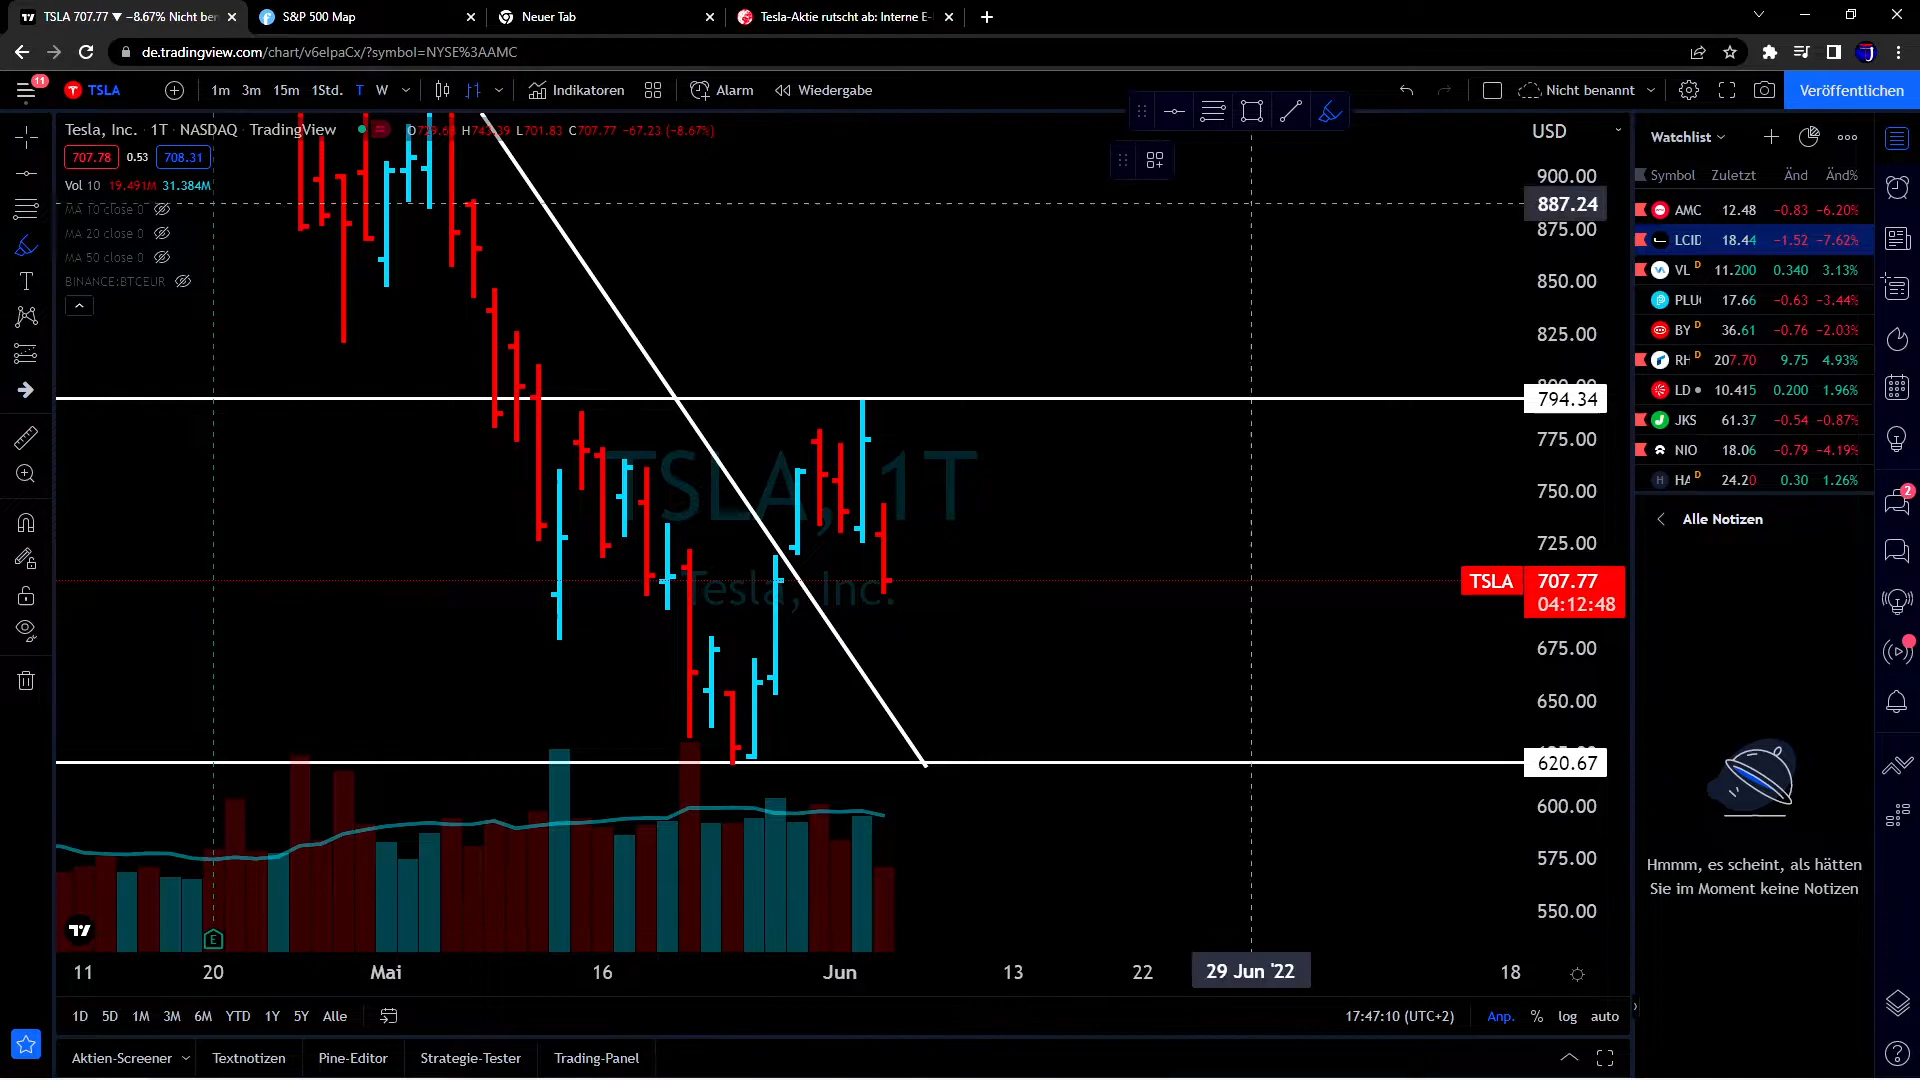 TSLA 707.77 ▼ −8.67% Nicht ben
S&P 500 Map
Neuer Tab
Tesla-Aktie rutscht ab: Interne E-
de.tradingview.com/chart/v6elpaCx/?symbol=NYSE%3AAMC
11
TSLA
1m 3m 15m 1Std. T W
Indikatoren
Alarm
Wiedergabe
Nicht benannt
Veröffentlichen
Tesla, Inc. · 1T · NASDAQ · TradingView
H743.39 L701.83 C707.77 −67.23 (−8.67%)
707.78 0.53 708.31
Vol 10 19.491M 31.384M
MA 10 close 0
MA 20 close 0
MA 50 close 0
BINANCE:BTCEUR
TSLA, 1T
Tesla, Inc.
USD
900.00
887.24
875.00
850.00
825.00
794.34
775.00
750.00
725.00
TSLA 707.77
04:12:48
675.00
650.00
620.67
600.00
575.00
550.00
E
11 20 Mai 16 Jun 13 22 29 Jun '22 18
1D 5D 1M 3M 6M YTD 1Y 5Y Alle
17:47:10 (UTC+2)
Anp. % log auto
Aktien-Screener
Textnotizen
Pine-Editor
Strategie-Tester
Trading-Panel
Watchlist
Symbol Zuletzt Änd Änd%
AMC 12.48 −0.83 −6.20%
LCID 18.44 −1.52 −7.62%
VL D 11.200 0.340 3.13%
PLU 17.66 −0.63 −3.44%
BY D 36.61 −0.76 −2.03%
RH D 207.70 9.75 4.93%
LD 10.415 0.200 1.96%
JKS 61.37 −0.54 −0.87%
NIO 18.06 −0.79 −4.19%
H HA D 24.20 0.30 1.26%
Alle Notizen
Hmmm, es scheint, als hätten
Sie im Moment keine Notizen
2